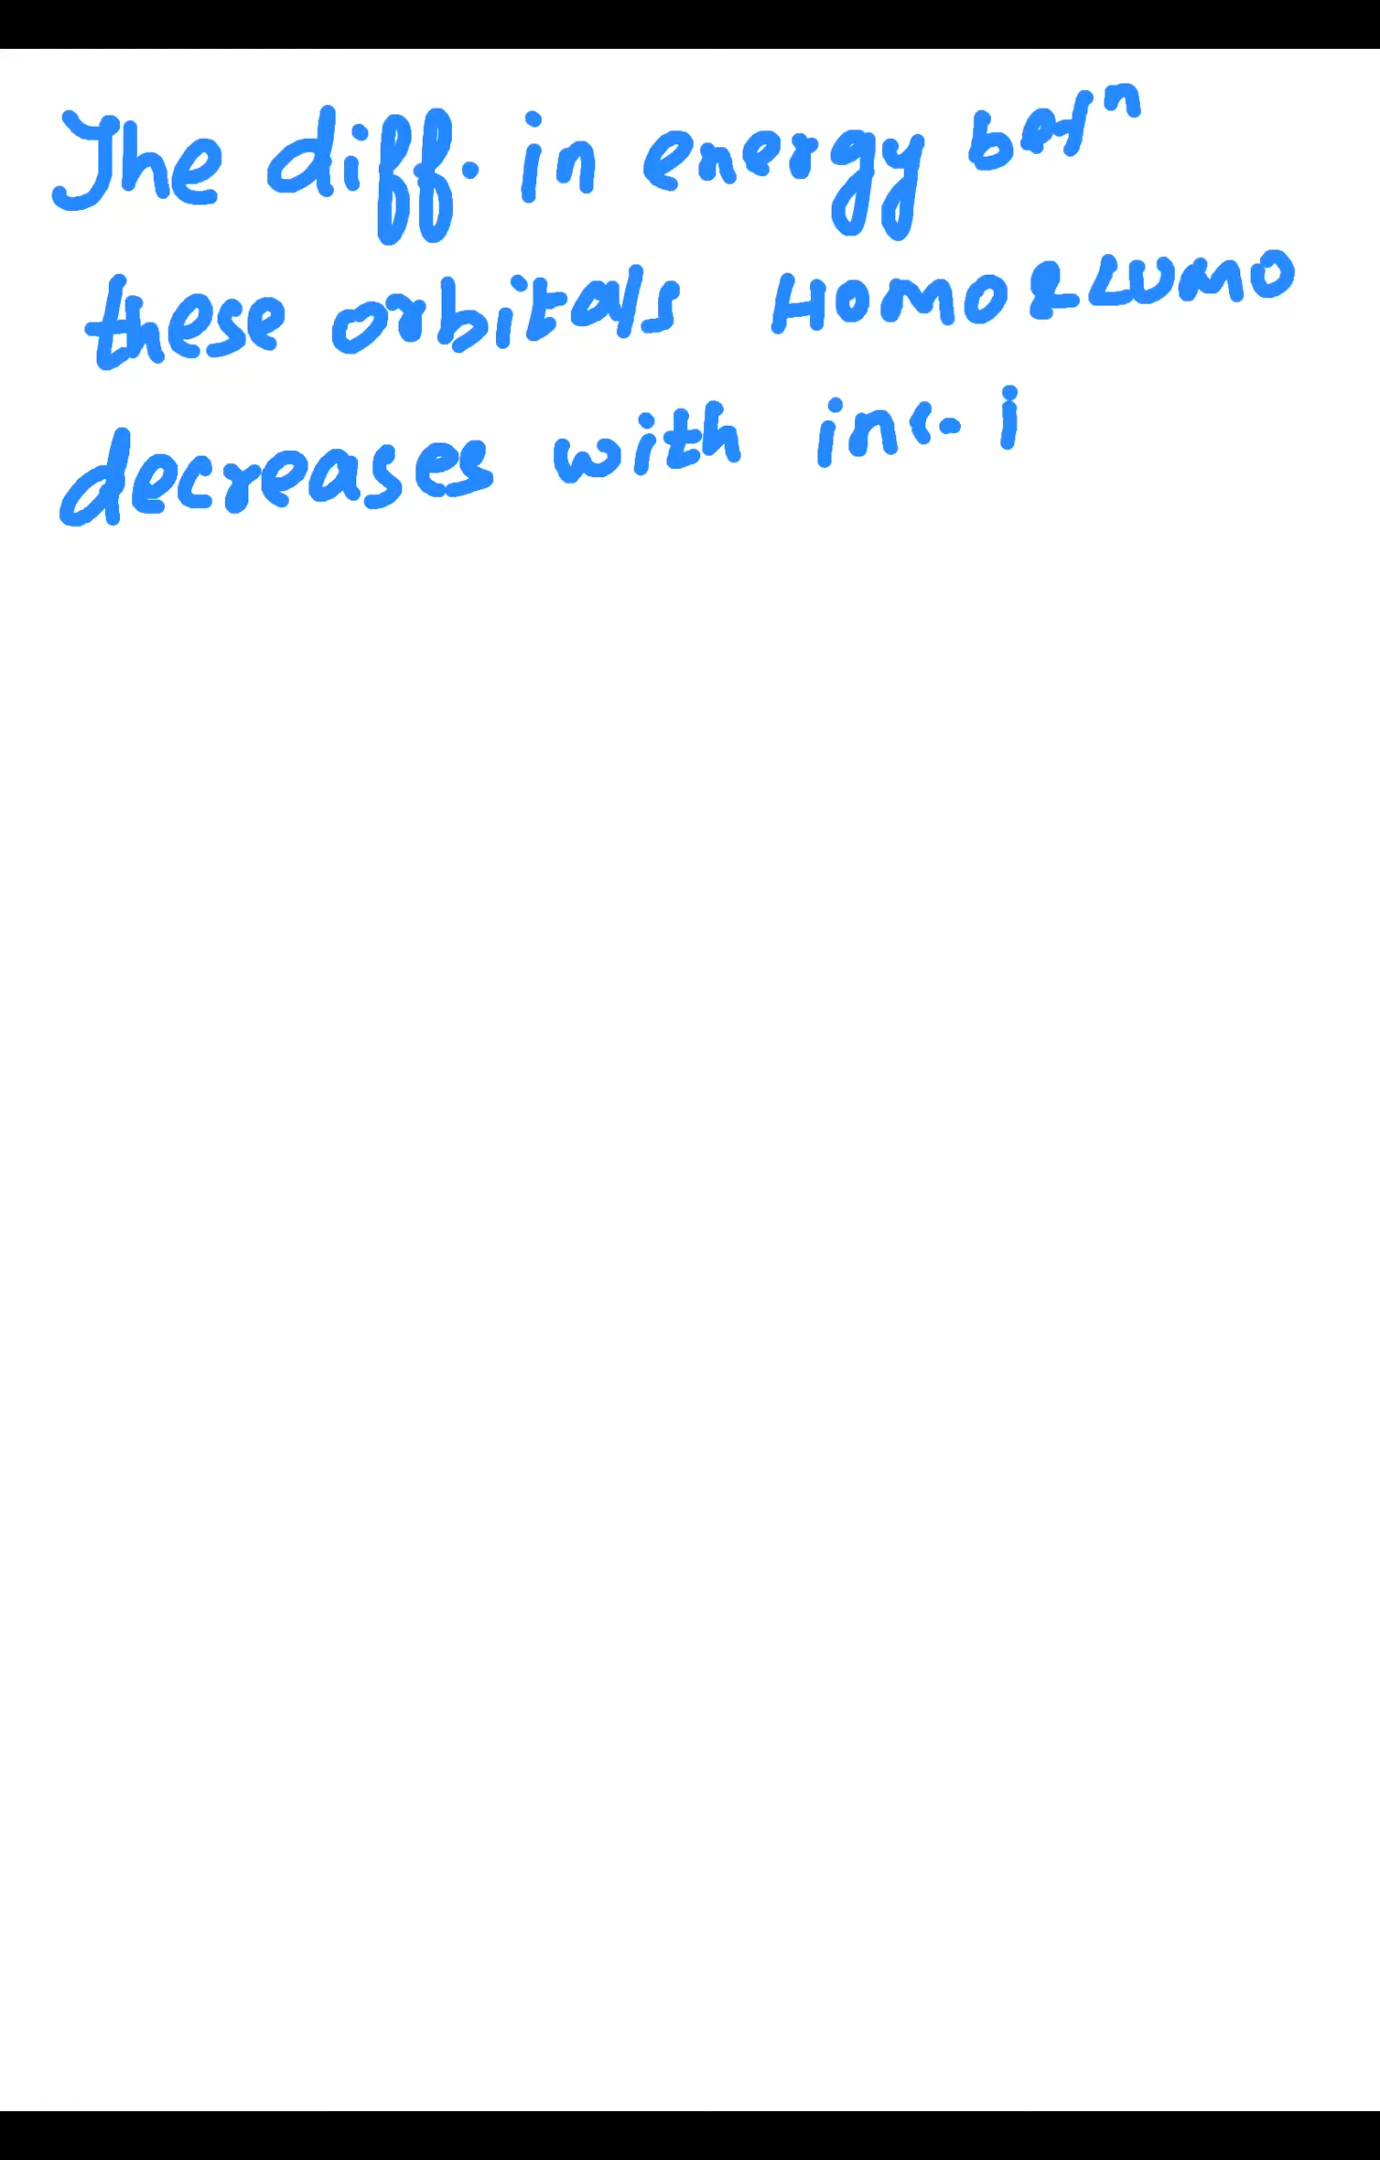 The diff. in energy betⁿ
these orbitals HOMO & LUMO
decreases with inc. i